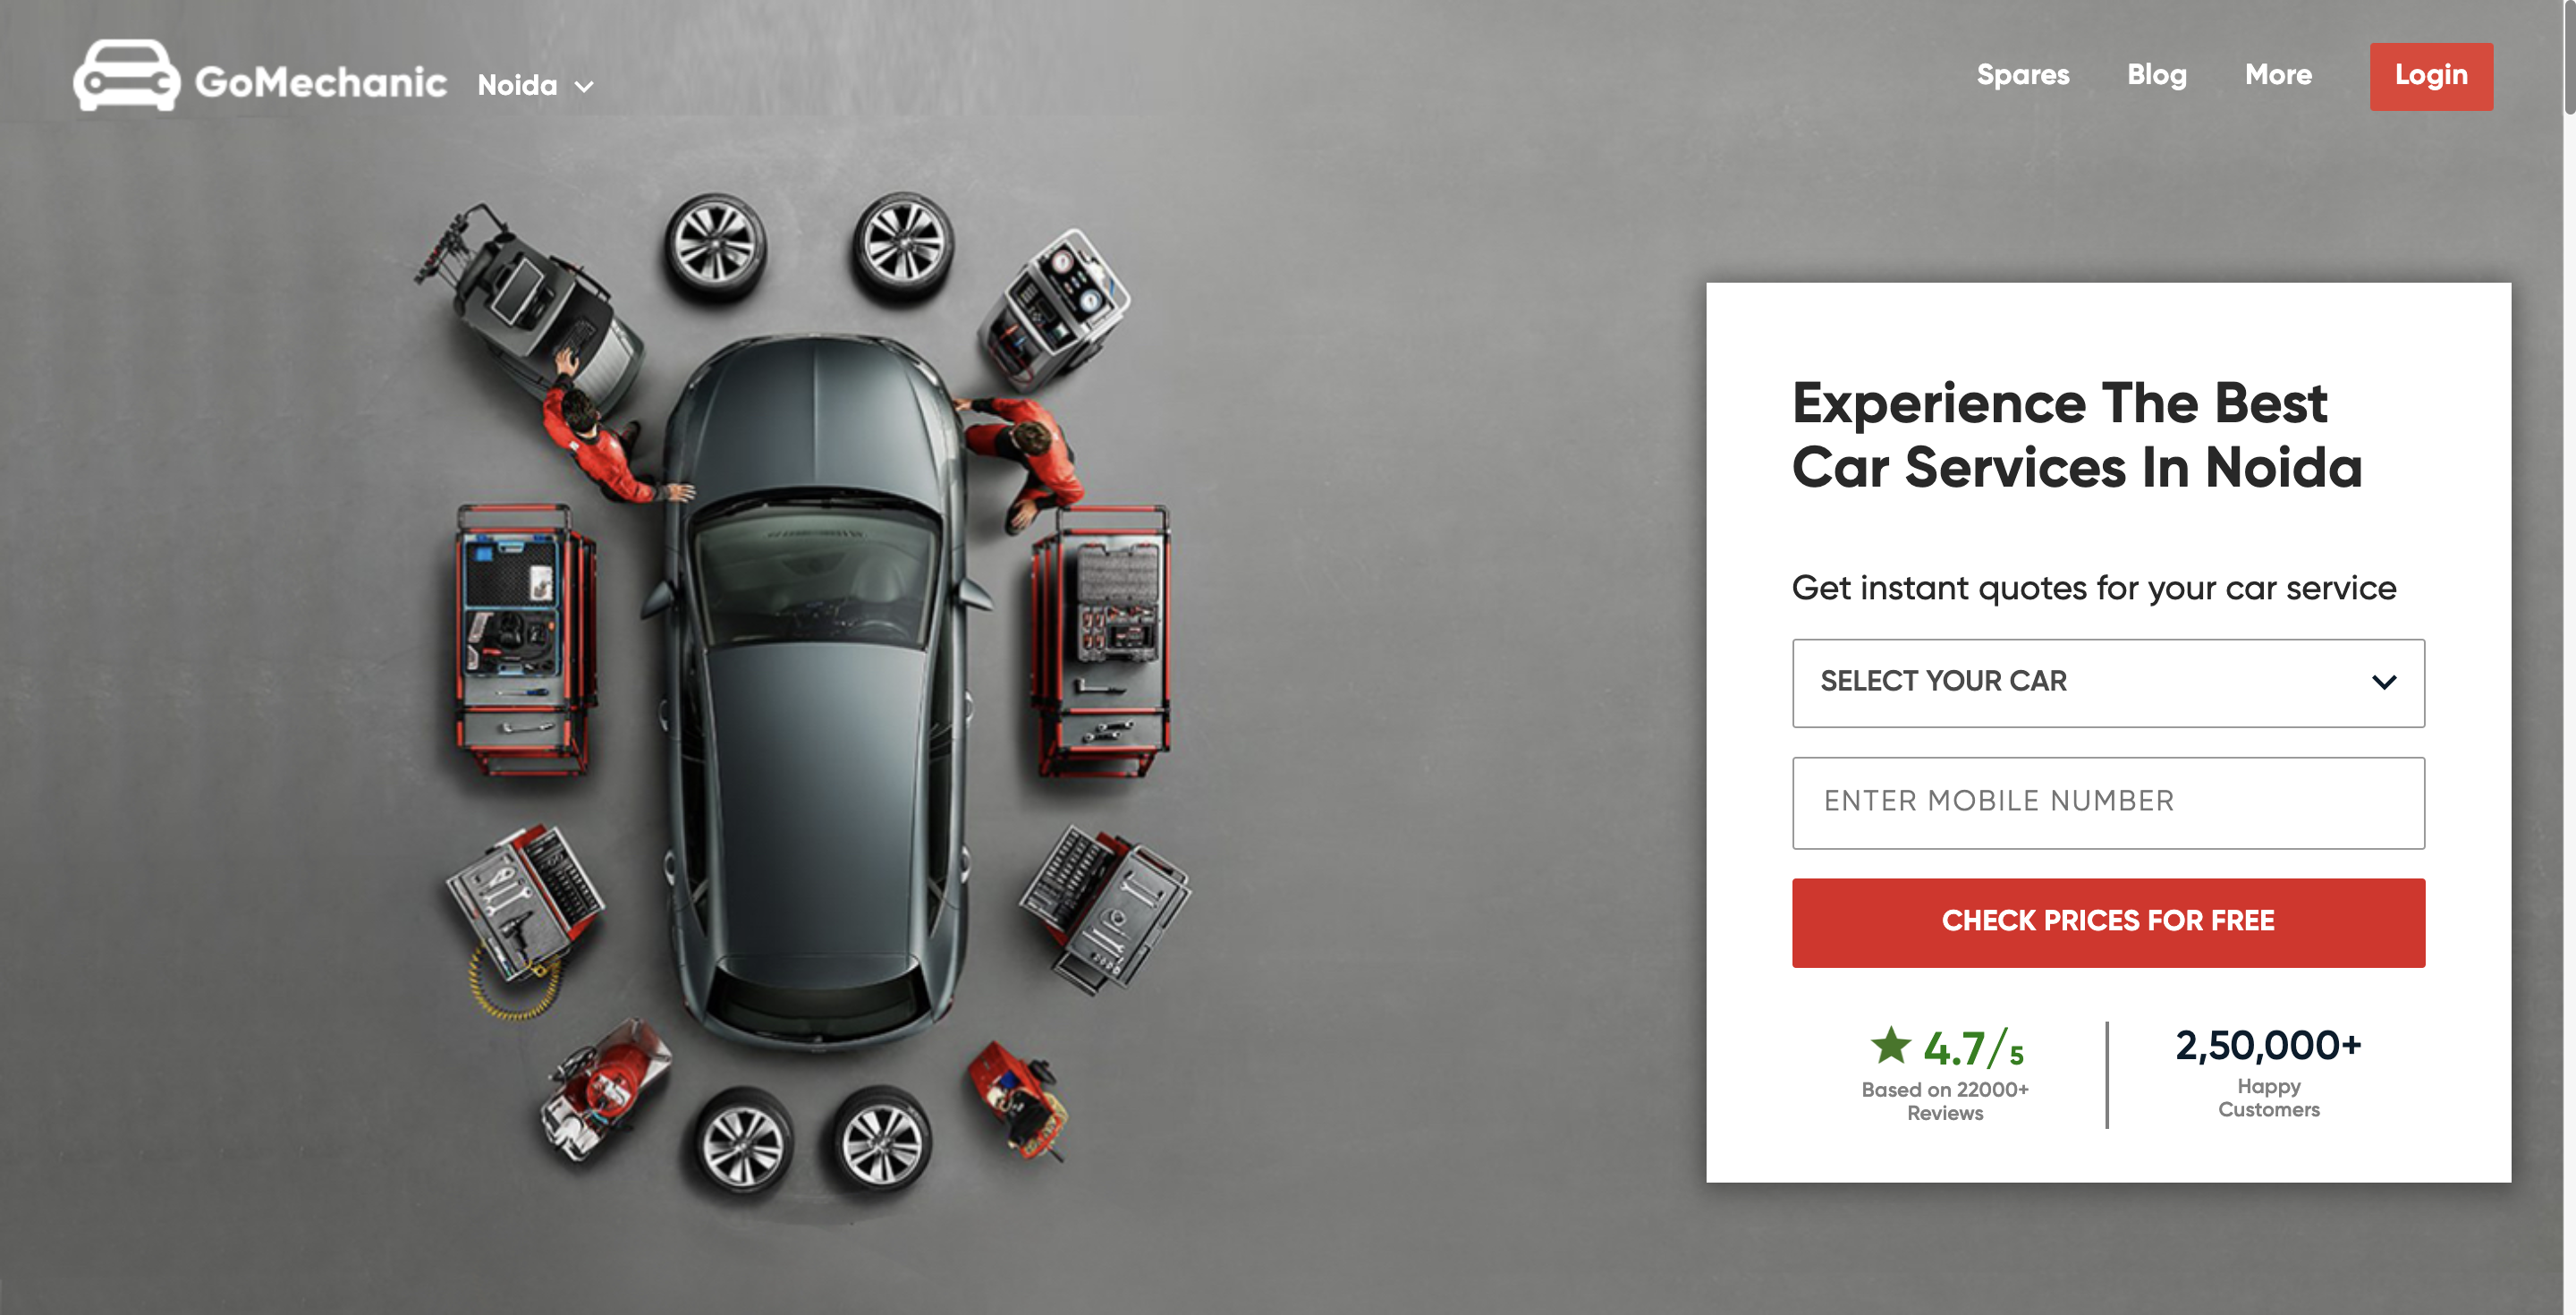 GoMechanic
Noida
Spares
Blog
More
Login
Experience The Best
Car Services In Noida
Get instant quotes for your car service
SELECT YOUR CAR
ENTER MOBILE NUMBER
CHECK PRICES FOR FREE
4.7/5
Based on 22000+
Reviews
2,50,000+
Happy
Customers